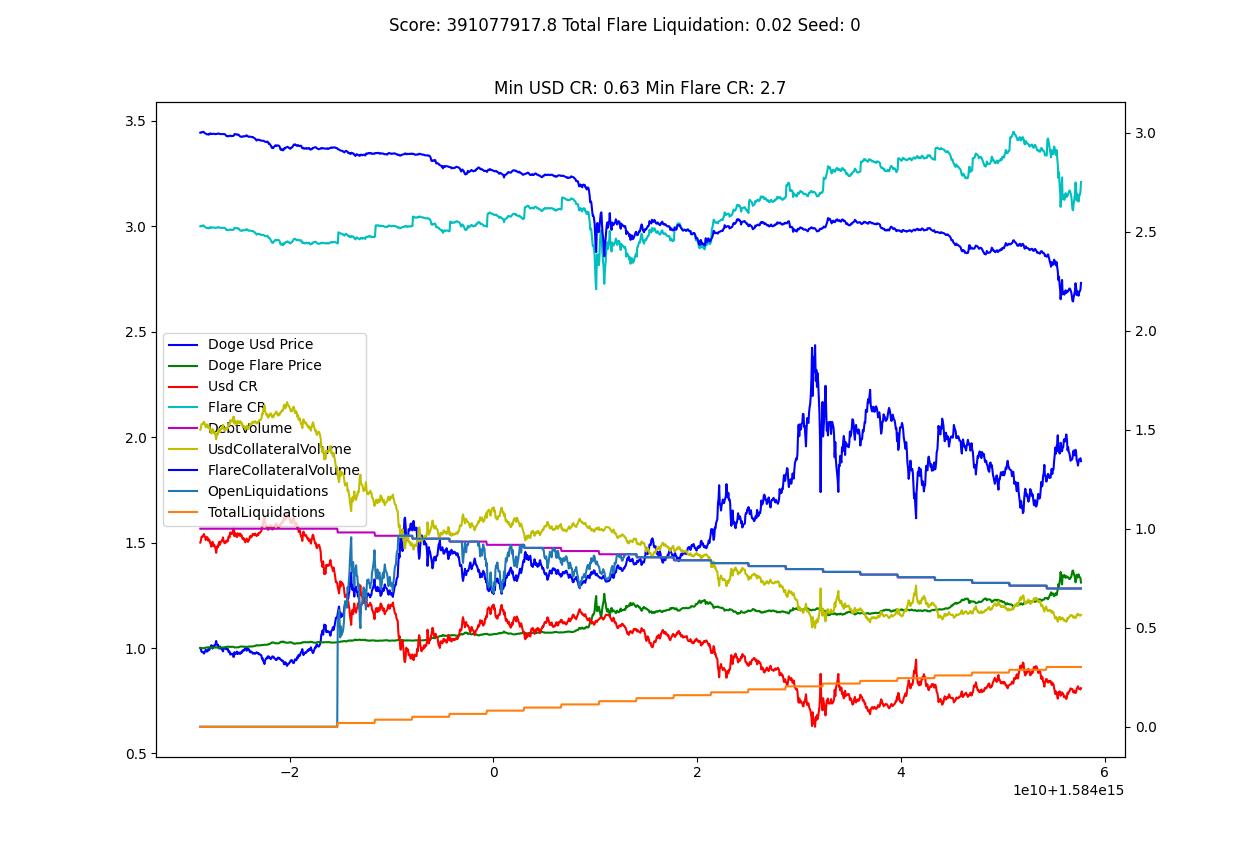 Score: 391077917.8 Total Flare Liquidation: 0.02 Seed: 0
Min USD CR: 0.63 Min Flare CR: 2.7
3.5
3.0
2.5
2.0
1.5
1.0
0.5
3.0
2.5
2.0
1.5
1.0
0.5
0.0
Doge Usd Price
Doge Flare Price
Usd CR
Flare CR
DebtVolume
UsdCollateralVolume
FlareCollateralVolume
OpenLiquidations
TotalLiquidations
−2 0 2 4 6
1e10+1.584e15